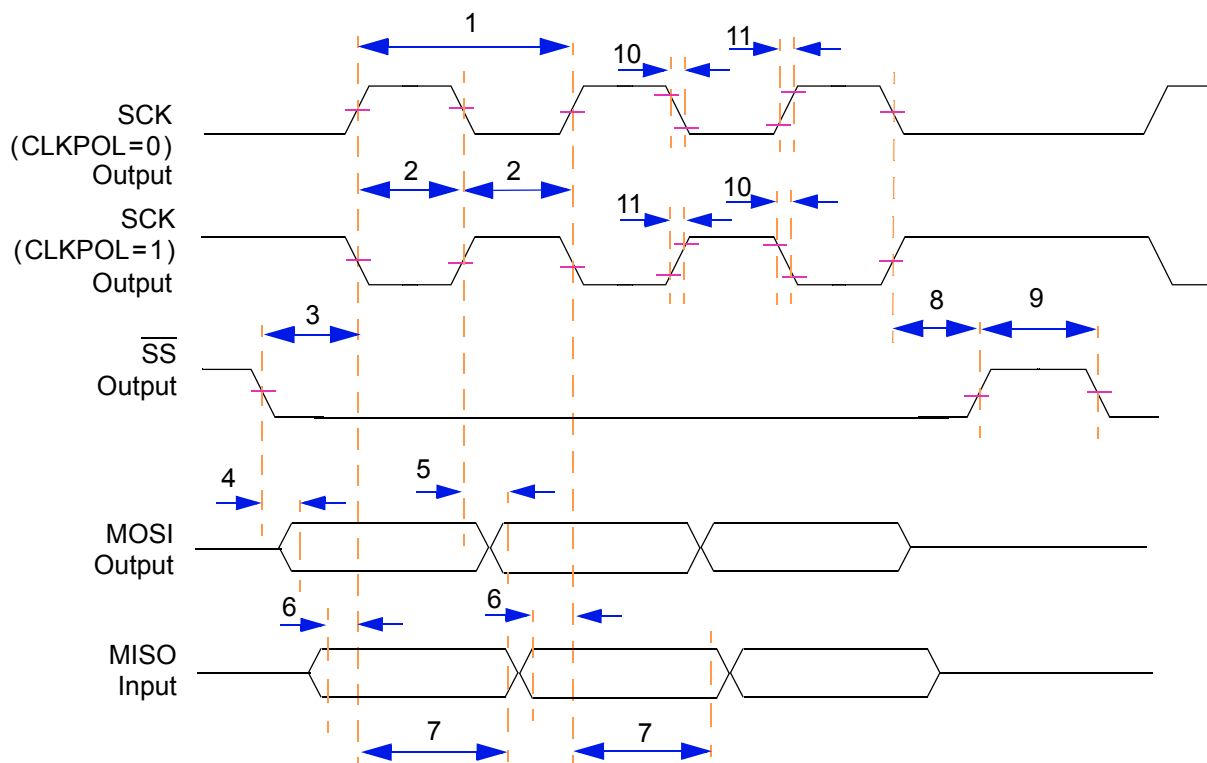 1
10
11
SCK
(CLKPOL=0)
Output
2
2
10
11
SCK
(CLKPOL=1)
Output
3
8
9
SS
Output
4
5
MOSI
Output
6
6
MISO
Input
7
7